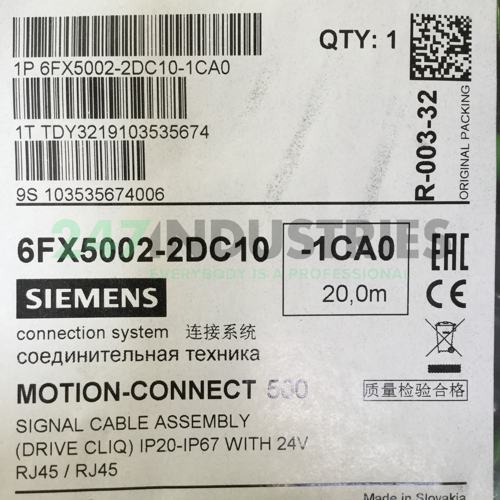 QTY: 1
1P 6FX5002-2DC10-1CA0
1T TDY3219103535674
9S 103535674006
R-003-32
ORIGINAL PACKING
247INDUSTRIES
EVERYBODY IS A PROFESSIONAL
6FX5002-2DC10 -1CA0
20,0m
EAC
CE
SIEMENS
connection system 连接系统
соединительная техника
MOTION-CONNECT 500
质量检验合格
SIGNAL CABLE ASSEMBLY
(DRIVE CLIQ) IP20-IP67 WITH 24V
RJ45 / RJ45
Made in Slovakia